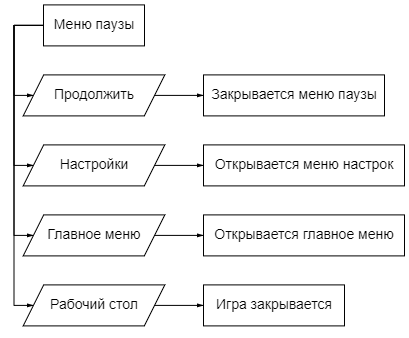 Меню паузы
Продолжить
Закрывается меню паузы
Настройки
Открывается меню настрок
Главное меню
Открывается главное меню
Рабочий стол
Игра закрывается